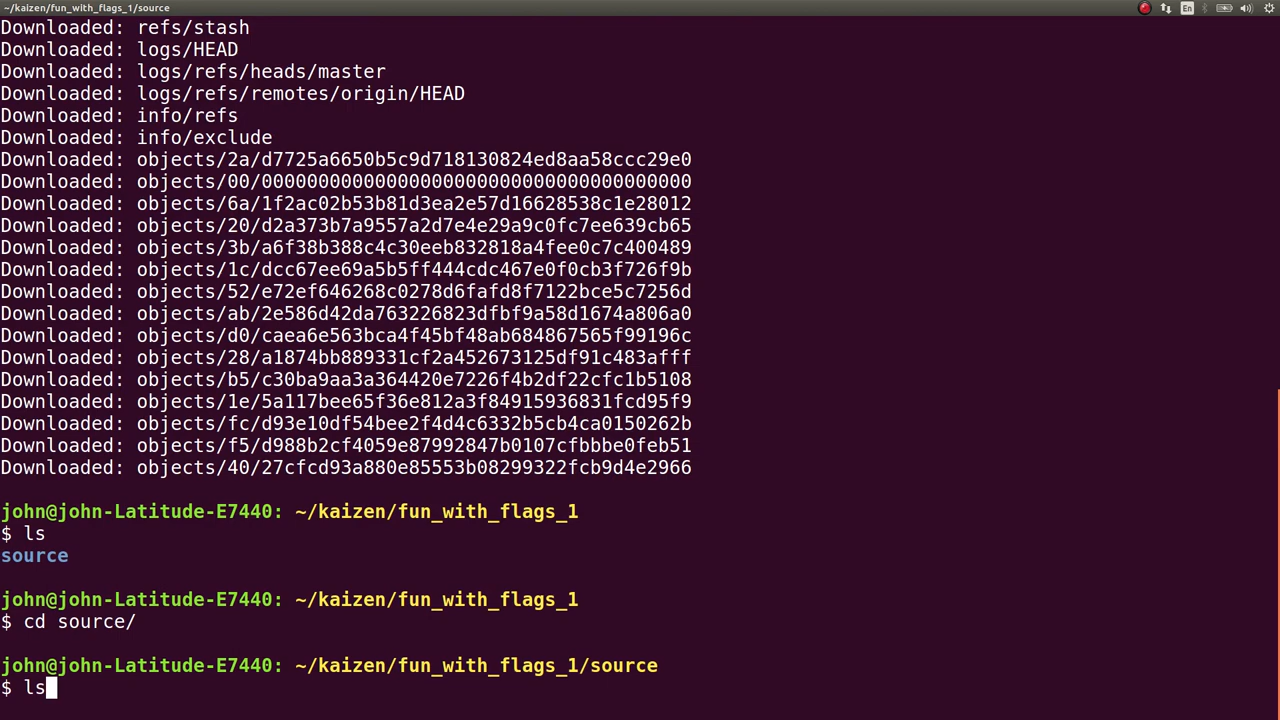 ~/kaizen/fun_with_flags_1/source
En
Downloaded: refs/stash
Downloaded: logs/HEAD
Downloaded: logs/refs/heads/master
Downloaded: logs/refs/remotes/origin/HEAD
Downloaded: info/refs
Downloaded: info/exclude
Downloaded: objects/2a/d7725a6650b5c9d718130824ed8aa58ccc29e0
Downloaded: objects/00/00000000000000000000000000000000000000
Downloaded: objects/6a/1f2ac02b53b81d3ea2e57d16628538c1e28012
Downloaded: objects/20/d2a373b7a9557a2d7e4e29a9c0fc7ee639cb65
Downloaded: objects/3b/a6f38b388c4c30eeb832818a4fee0c7c400489
Downloaded: objects/1c/dcc67ee69a5b5ff444cdc467e0f0cb3f726f9b
Downloaded: objects/52/e72ef646268c0278d6fafd8f7122bce5c7256d
Downloaded: objects/ab/2e586d42da763226823dfbf9a58d1674a806a0
Downloaded: objects/d0/caea6e563bca4f45bf48ab684867565f99196c
Downloaded: objects/28/a1874bb889331cf2a452673125df91c483afff
Downloaded: objects/b5/c30ba9aa3a364420e7226f4b2df22cfc1b5108
Downloaded: objects/1e/5a117bee65f36e812a3f84915936831fcd95f9
Downloaded: objects/fc/d93e10df54bee2f4d4c6332b5cb4ca0150262b
Downloaded: objects/f5/d988b2cf4059e87992847b0107cfbbbe0feb51
Downloaded: objects/40/27cfcd93a880e85553b08299322fcb9d4e2966
john@john-Latitude-E7440: ~/kaizen/fun_with_flags_1
$ ls
source
john@john-Latitude-E7440: ~/kaizen/fun_with_flags_1
$ cd source/
john@john-Latitude-E7440: ~/kaizen/fun_with_flags_1/source
$ ls